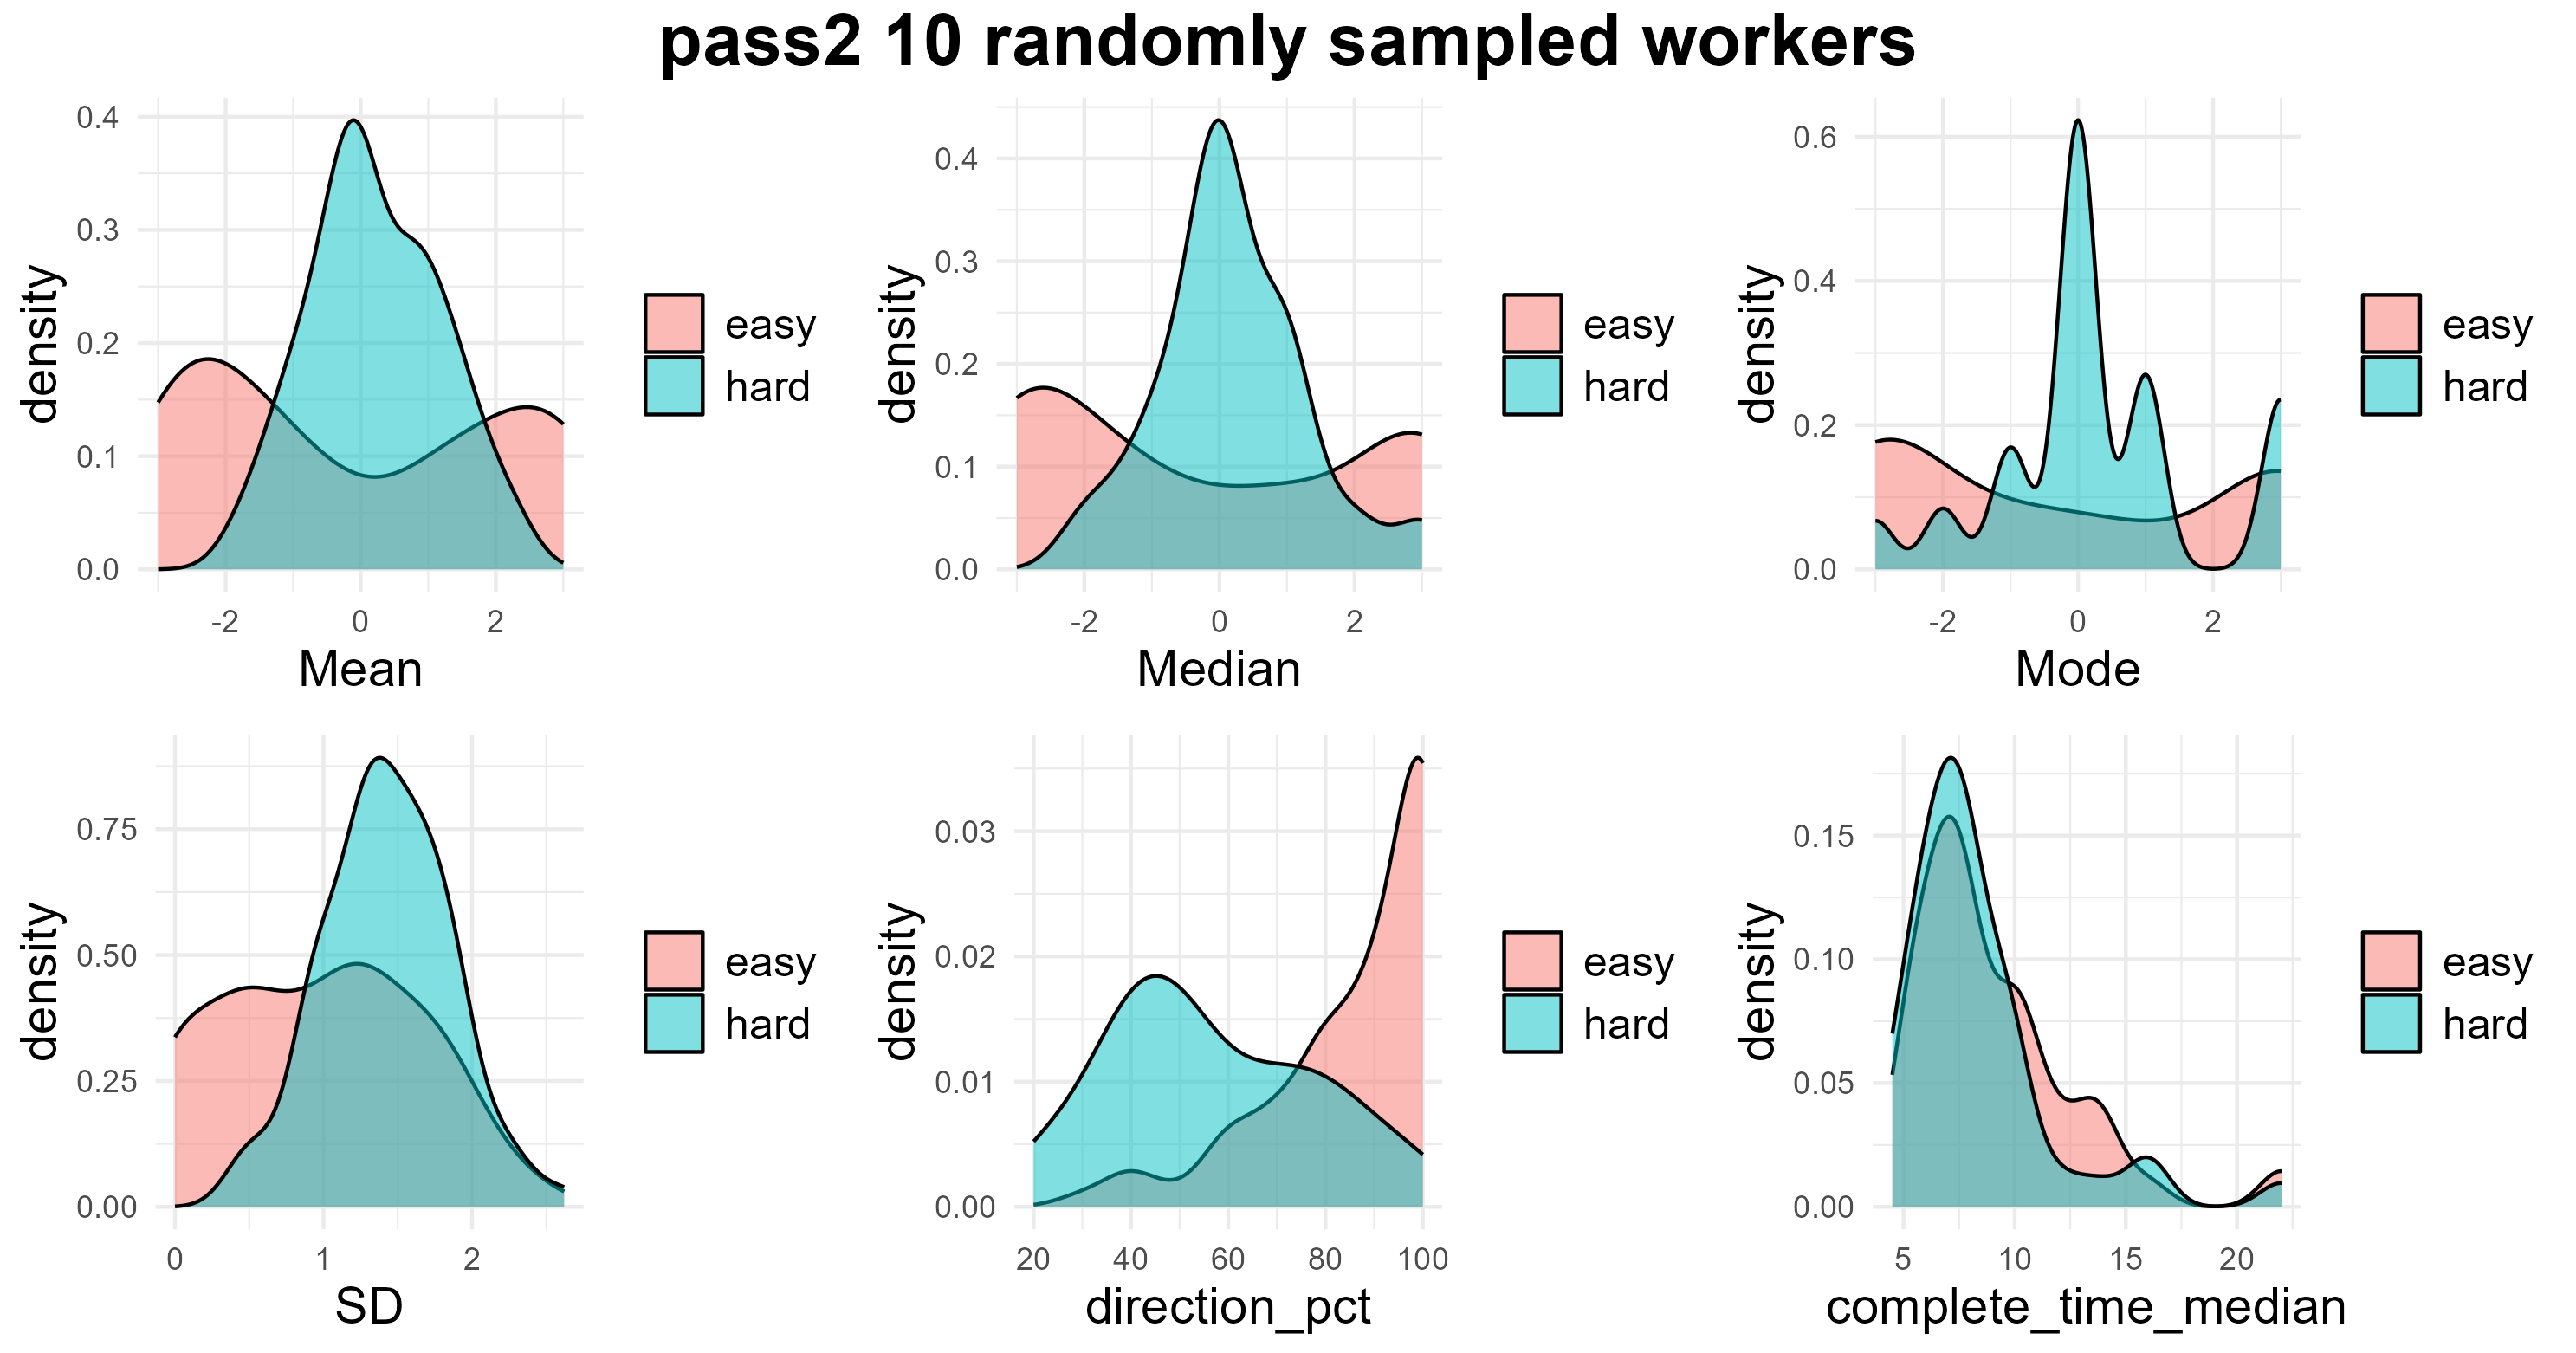 pass2 10 randomly sampled workers
density
0.4
0.3
0.2
0.1
0.0
-2 0 2
Mean
easy
hard
density
0.4
0.3
0.2
0.1
0.0
-2 0 2
Median
easy
hard
density
0.6
0.4
0.2
0.0
-2 0 2
Mode
easy
hard
density
0.75
0.50
0.25
0.00
0 1 2
SD
easy
hard
density
0.03
0.02
0.01
0.00
20 40 60 80 100
direction_pct
easy
hard
density
0.15
0.10
0.05
0.00
5 10 15 20
complete_time_median
easy
hard